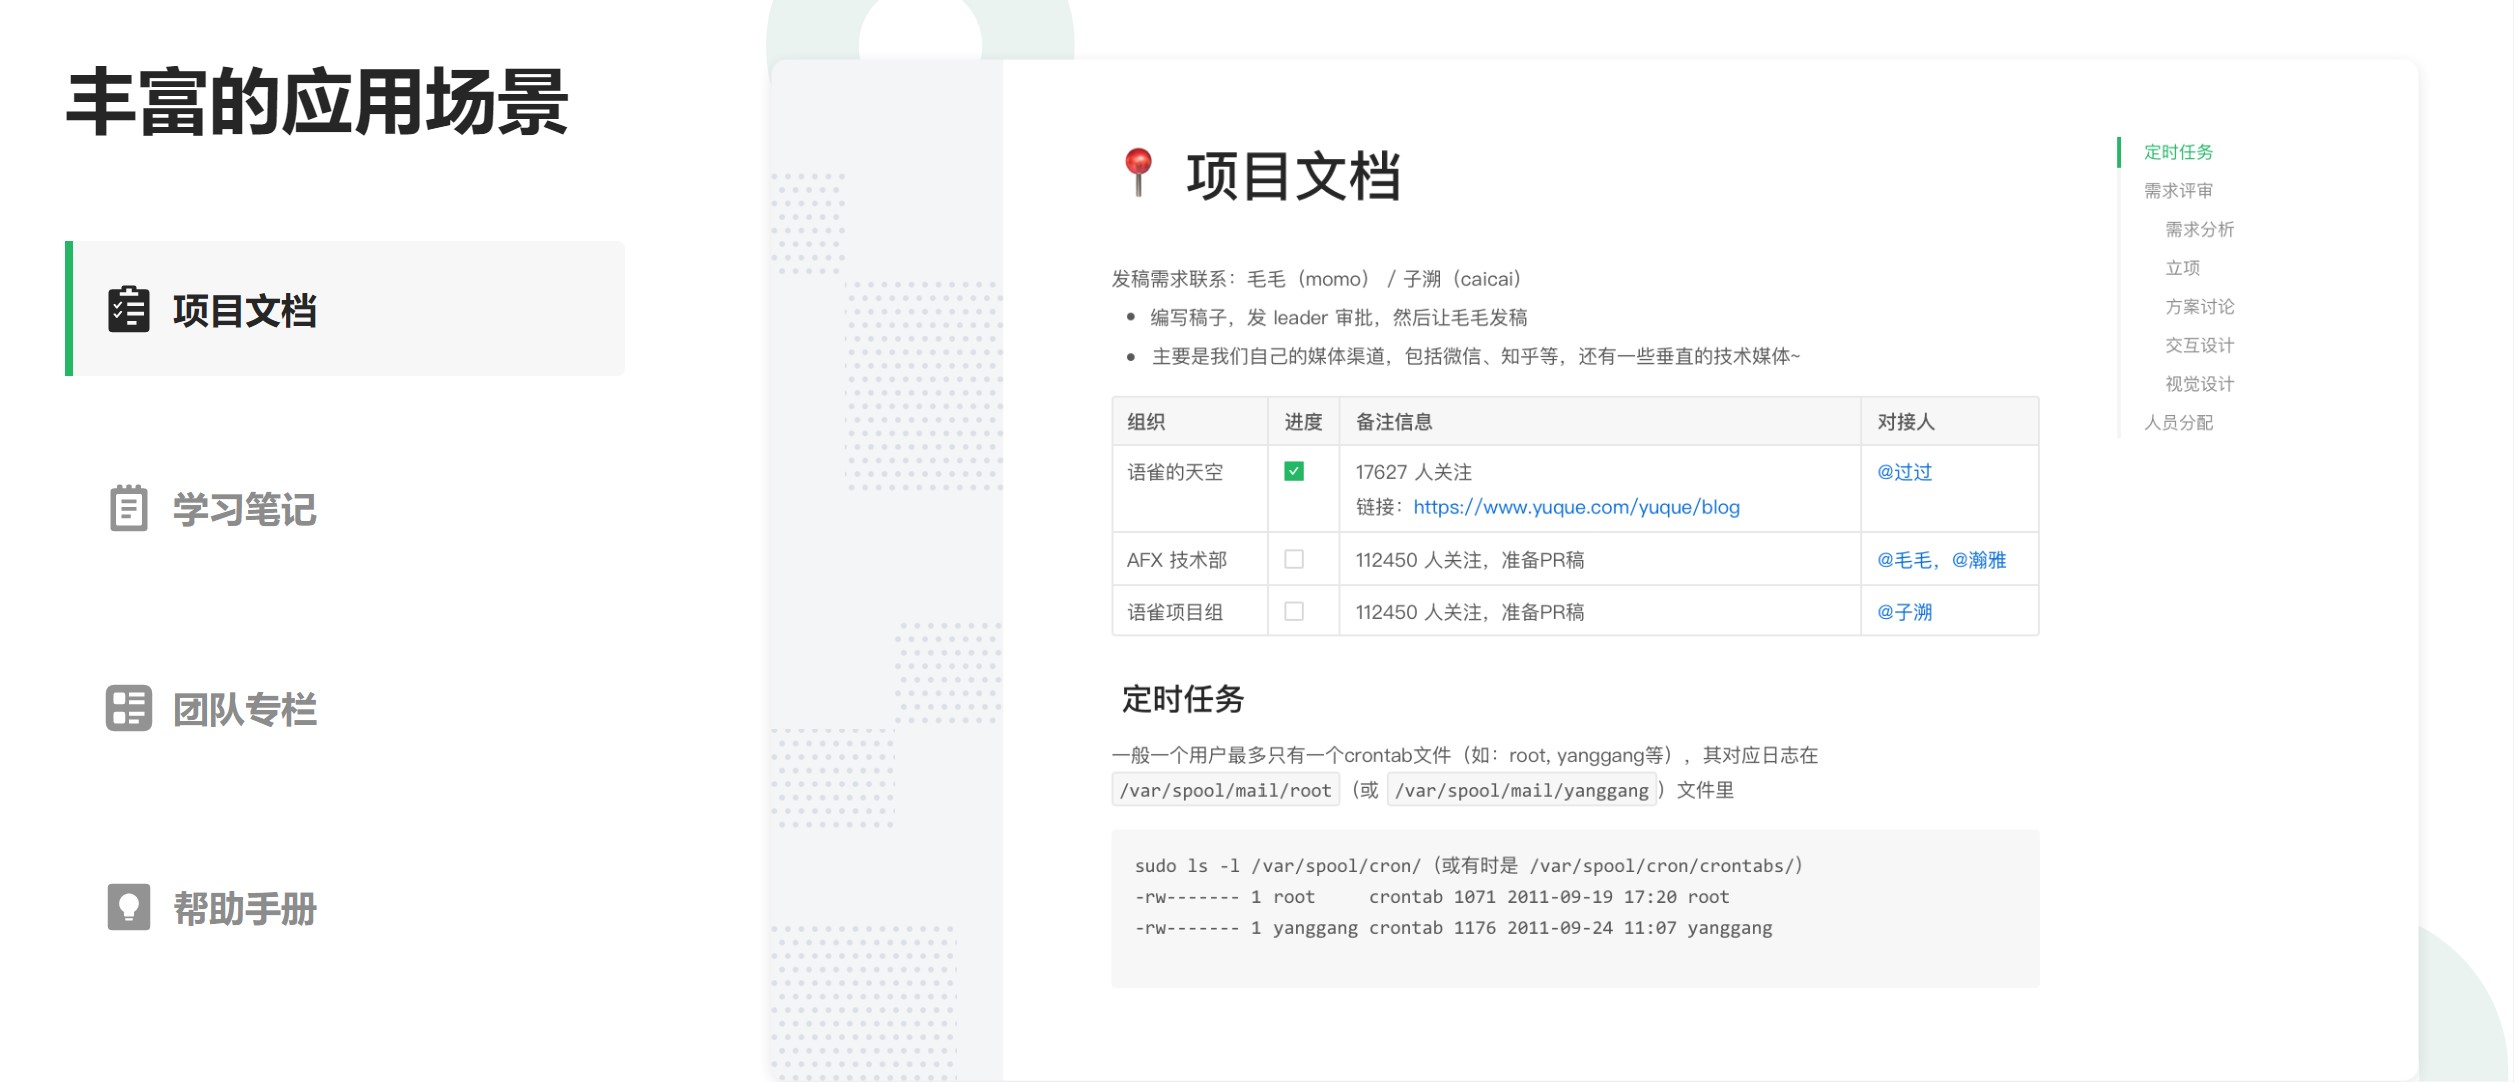 丰富的应用场景
项目文档
学习笔记
团队专栏
帮助手册
项目文档
发稿需求联系：毛毛（momo） / 子溯（caicai）
• 编写稿子，发 leader 审批，然后让毛毛发稿
• 主要是我们自己的媒体渠道，包括微信、知乎等，还有一些垂直的技术媒体~
组织 进度 备注信息 对接人
语雀的天空 17627 人关注 @过过
链接：https://www.yuque.com/yuque/blog
AFX 技术部 112450 人关注，准备PR稿 @毛毛，@瀚雅
语雀项目组 112450 人关注，准备PR稿 @子溯
定时任务
一般一个用户最多只有一个crontab文件（如：root, yanggang等），其对应日志在
/var/spool/mail/root （或 /var/spool/mail/yanggang ）文件里
sudo ls -l /var/spool/cron/（或有时是 /var/spool/cron/crontabs/）
-rw------- 1 root     crontab 1071 2011-09-19 17:20 root
-rw------- 1 yanggang crontab 1176 2011-09-24 11:07 yanggang
定时任务
需求评审
需求分析
立项
方案讨论
交互设计
视觉设计
人员分配